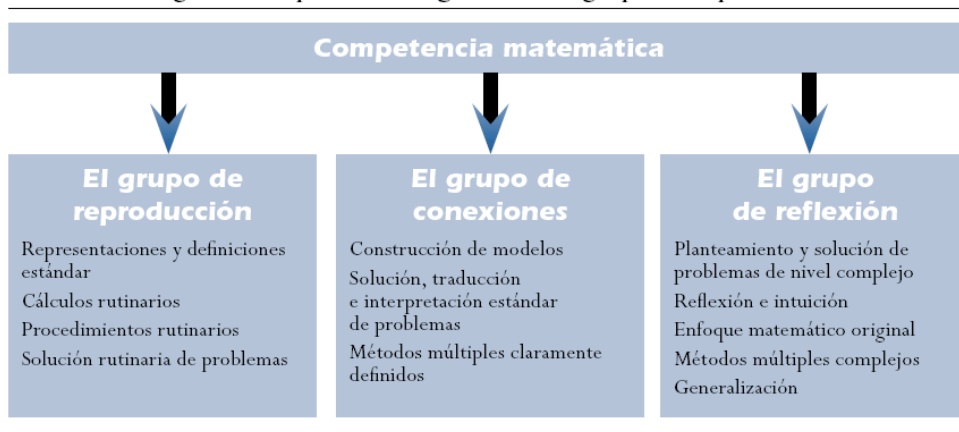 Competencia matemática
El grupo de
reproducción
Representaciones y definiciones
estándar
Cálculos rutinarios
Procedimientos rutinarios
Solución rutinaria de problemas
El grupo de
conexiones
Construcción de modelos
Solución, traducción
e interpretación estándar
de problemas
Métodos múltiples claramente
definidos
El grupo
de reflexión
Planteamiento y solución de
problemas de nivel complejo
Reflexión e intuición
Enfoque matemático original
Métodos múltiples complejos
Generalización